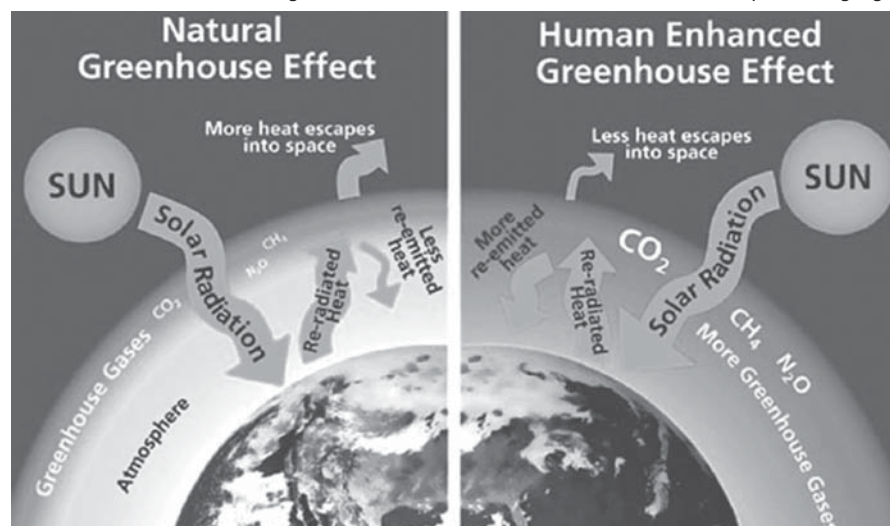 Natural
Greenhouse Effect
More heat escapes
into space
SUN
Solar Radiation
Re-radiated
Heat
Less
re-emitted
heat
Greenhouse Gases
CO₂
N₂O
CH₄
Atmosphere
Human Enhanced
Greenhouse Effect
Less heat escapes
into space
SUN
Solar Radiation
More
re-emitted
heat
Re-radiated
Heat
CO₂
CH₄
N₂O
More Greenhouse Gases